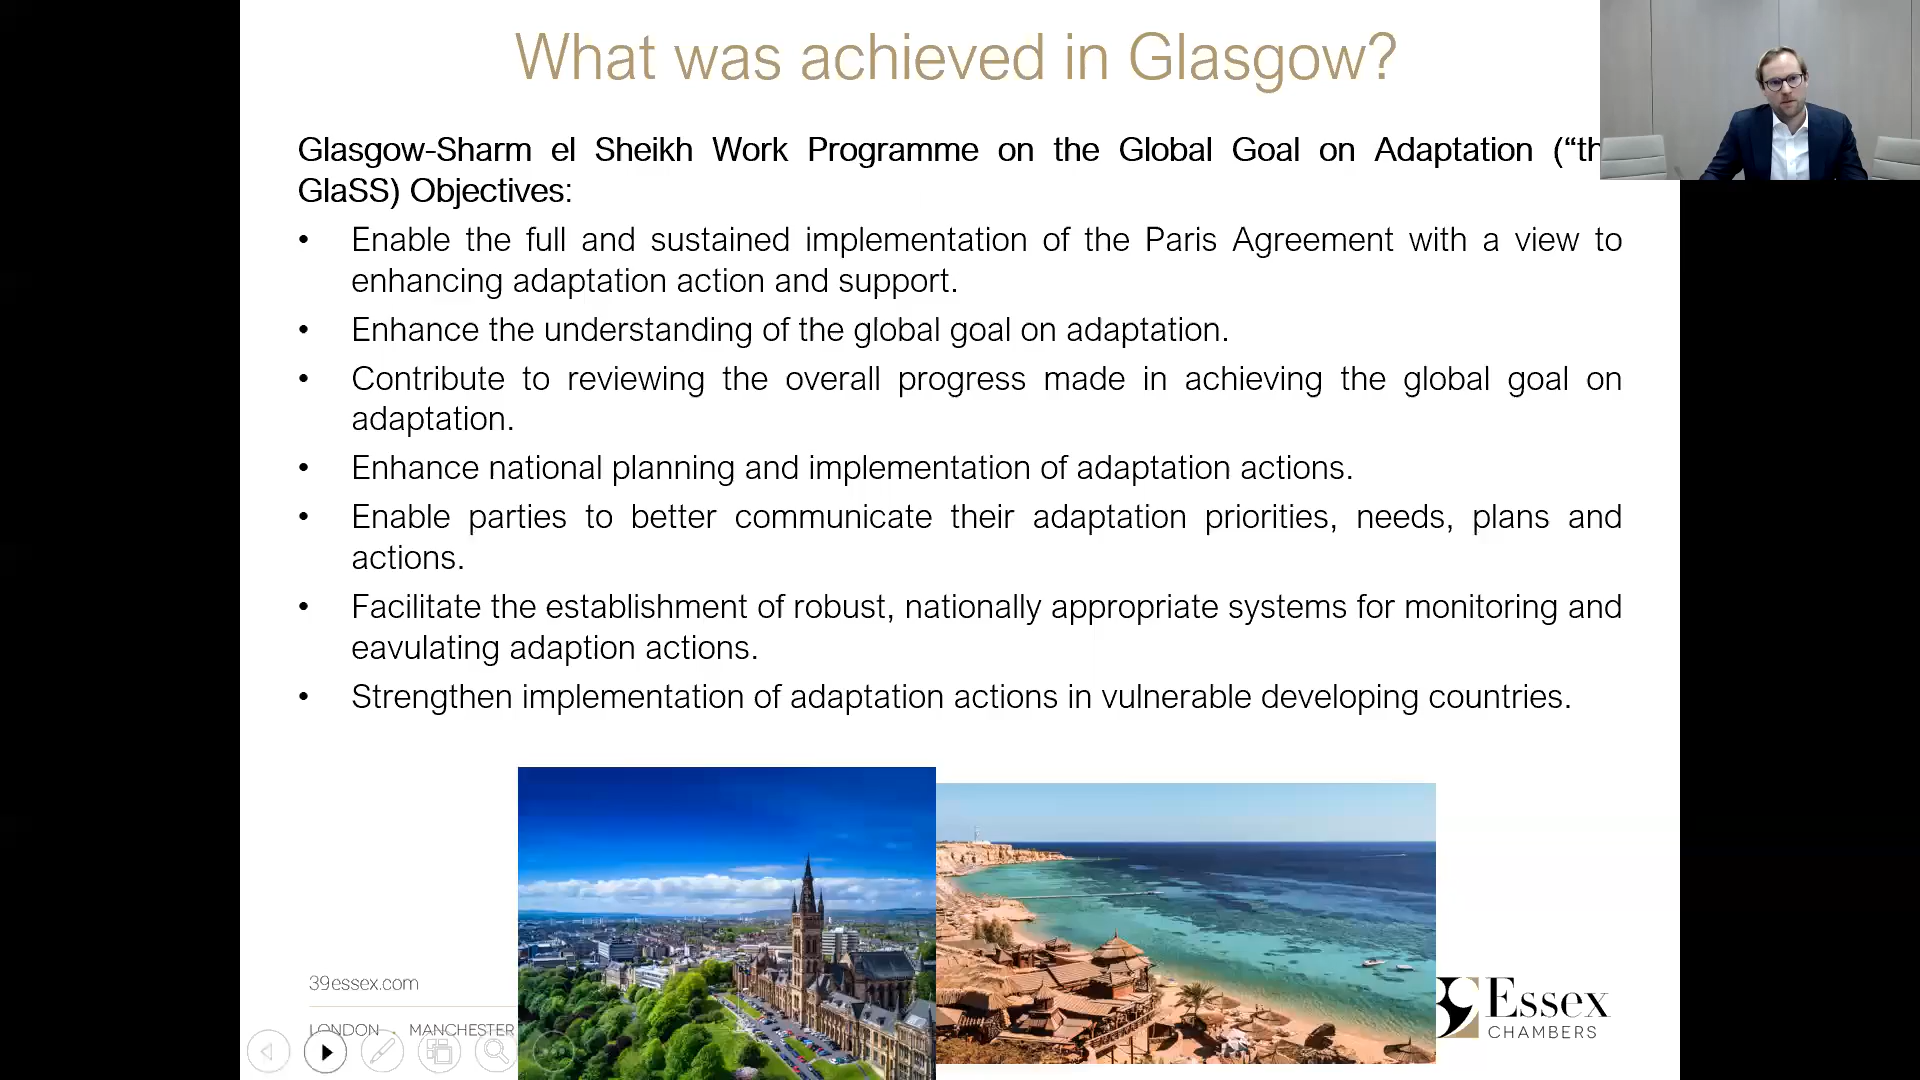 What was achieved in Glasgow?
Glasgow-Sharm el Sheikh Work Programme on the Global Goal on Adaptation (“th
GlaSS) Objectives:
• Enable the full and sustained implementation of the Paris Agreement with a view to
enhancing adaptation action and support.
• Enhance the understanding of the global goal on adaptation.
• Contribute to reviewing the overall progress made in achieving the global goal on
adaptation.
• Enhance national planning and implementation of adaptation actions.
• Enable parties to better communicate their adaptation priorities, needs, plans and
actions.
• Facilitate the establishment of robust, nationally appropriate systems for monitoring and
eavulating adaption actions.
• Strengthen implementation of adaptation actions in vulnerable developing countries.
39essex.com
LONDON · MANCHESTER
39 Essex
CHAMBERS